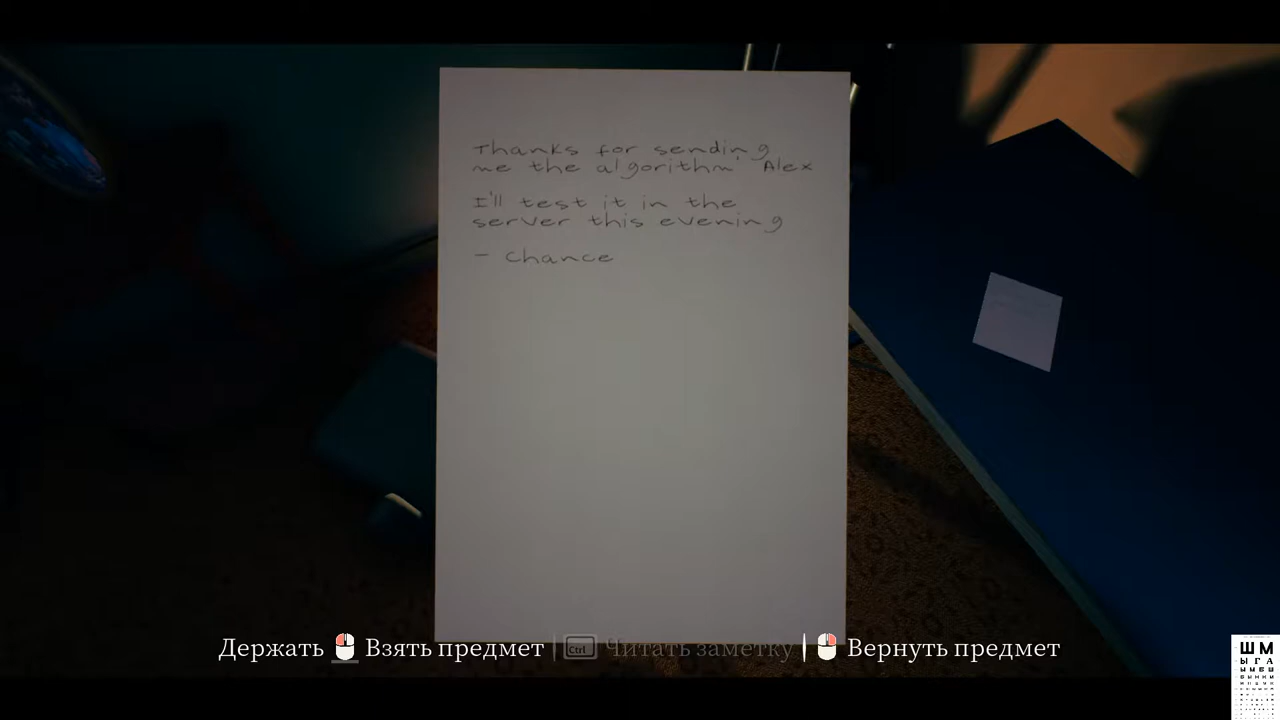 Thanks for sending
me the algorithm' Alex
I'll test it in the
server this evening
- Chance
Держать Взять предмет | Ctrl Читать заметку | Вернуть предмет
Ш М
Ы Г А